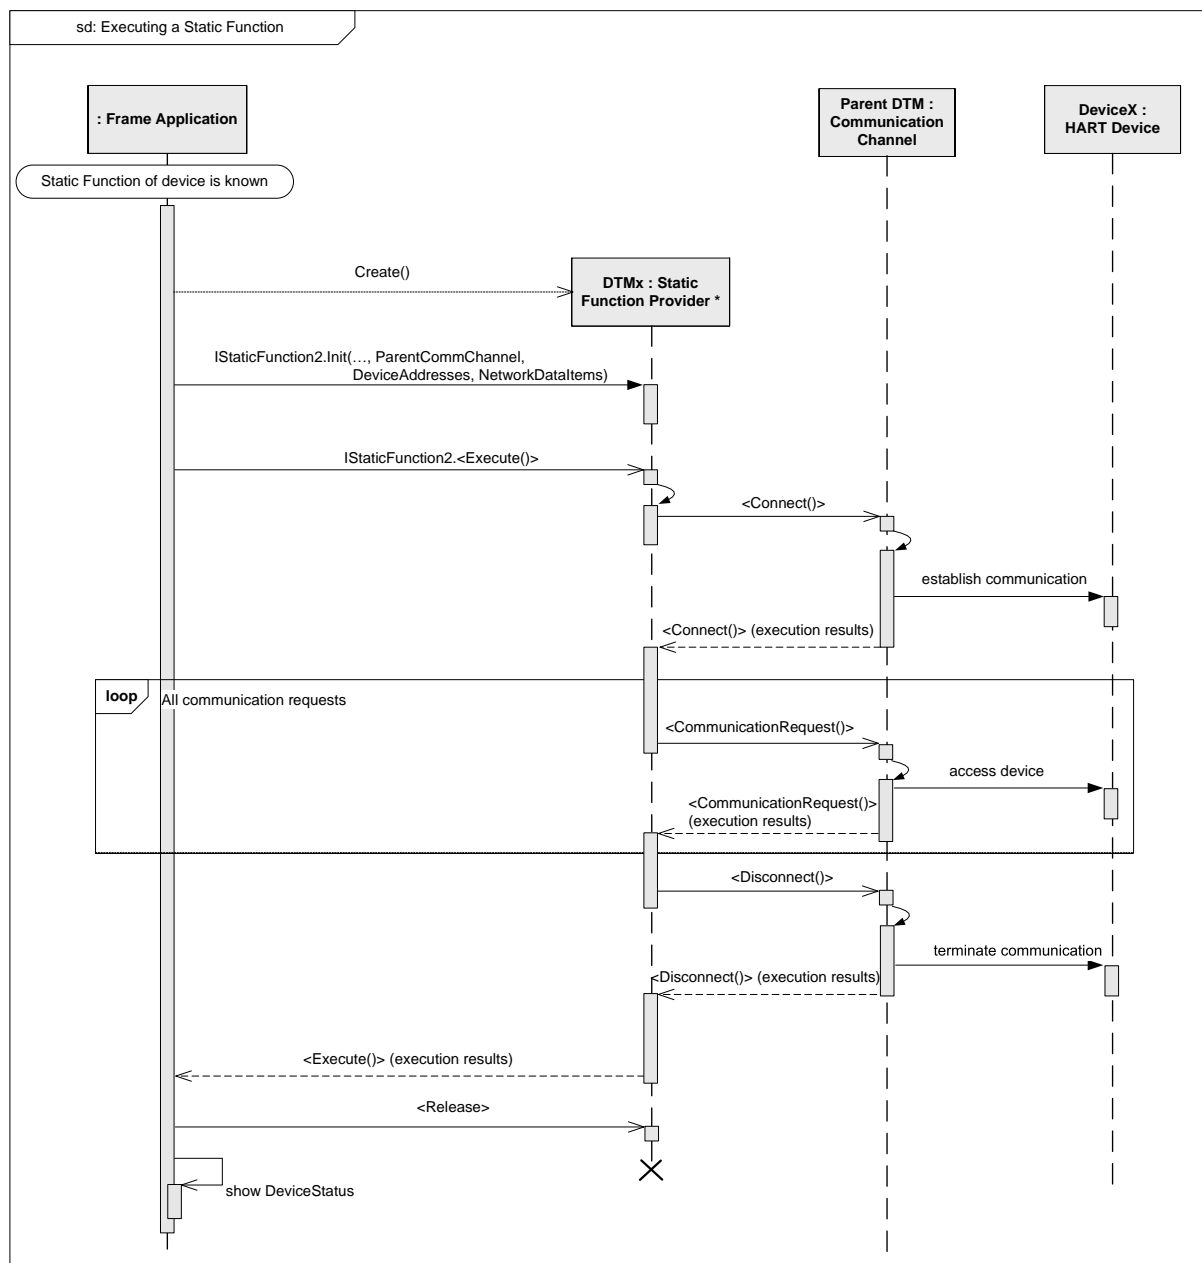 sd: Executing a Static Function
: Frame Application
Parent DTM :
Communication
Channel
DeviceX :
HART Device
Static Function of device is known
Create()
DTMx : Static
Function Provider *
IStaticFunction2.Init(…, ParentCommChannel,
DeviceAddresses, NetworkDataItems)
IStaticFunction2.<Execute()>
<Connect()>
establish communication
<Connect()> (execution results)
loop
All communication requests
<CommunicationRequest()>
access device
<CommunicationRequest()>
(execution results)
<Disconnect()>
terminate communication
<Disconnect()> (execution results)
<Execute()> (execution results)
<Release>
show DeviceStatus